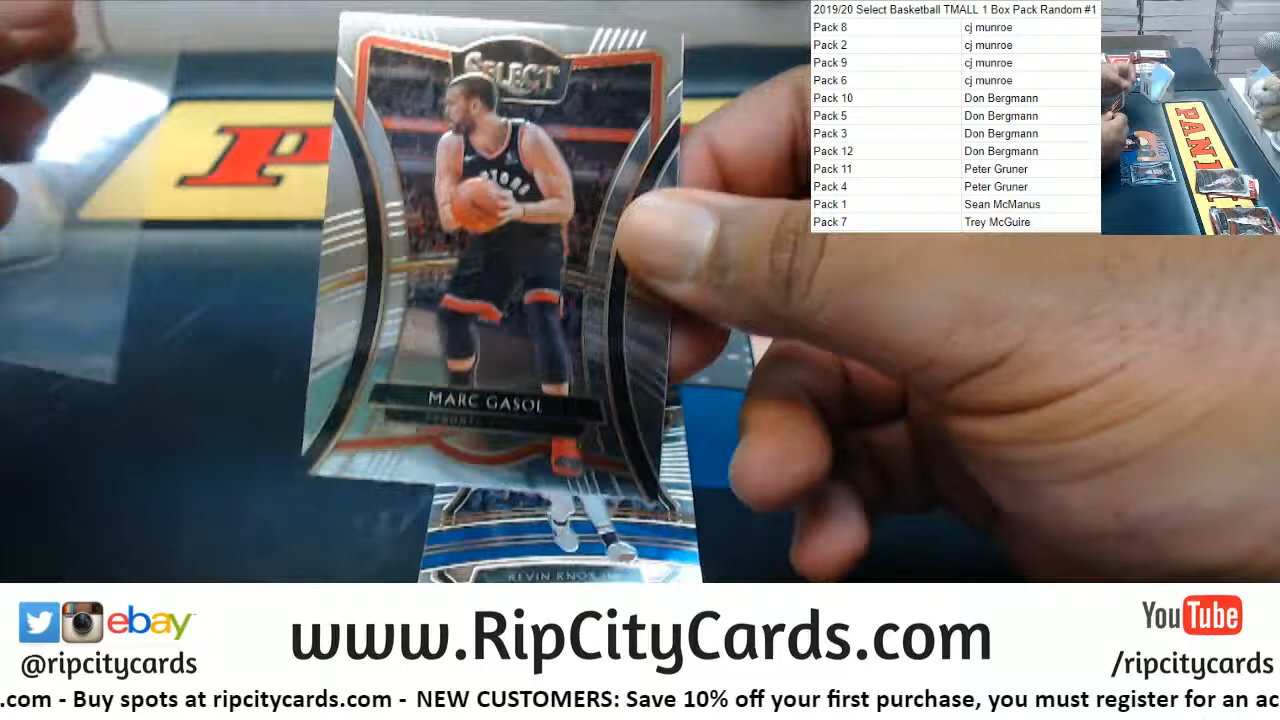 2019/20 Select Basketball TMALL 1 Box Pack Random #1
Pack 8 cj munroe
Pack 2 cj munroe
Pack 9 cj munroe
Pack 6 cj munroe
Pack 10 Don Bergmann
Pack 5 Don Bergmann
Pack 3 Don Bergmann
Pack 12 Don Bergmann
Pack 11 Peter Gruner
Pack 4 Peter Gruner
Pack 1 Sean McManus
Pack 7 Trey McGuire
SELECT
P
PANI
MARC GASOL
KEVIN KNOX
ebay
@ripcitycards
www.RipCityCards.com
YouTube
/ripcitycards
.com - Buy spots at ripcitycards.com - NEW CUSTOMERS: Save 10% off your first purchase, you must register for an ac